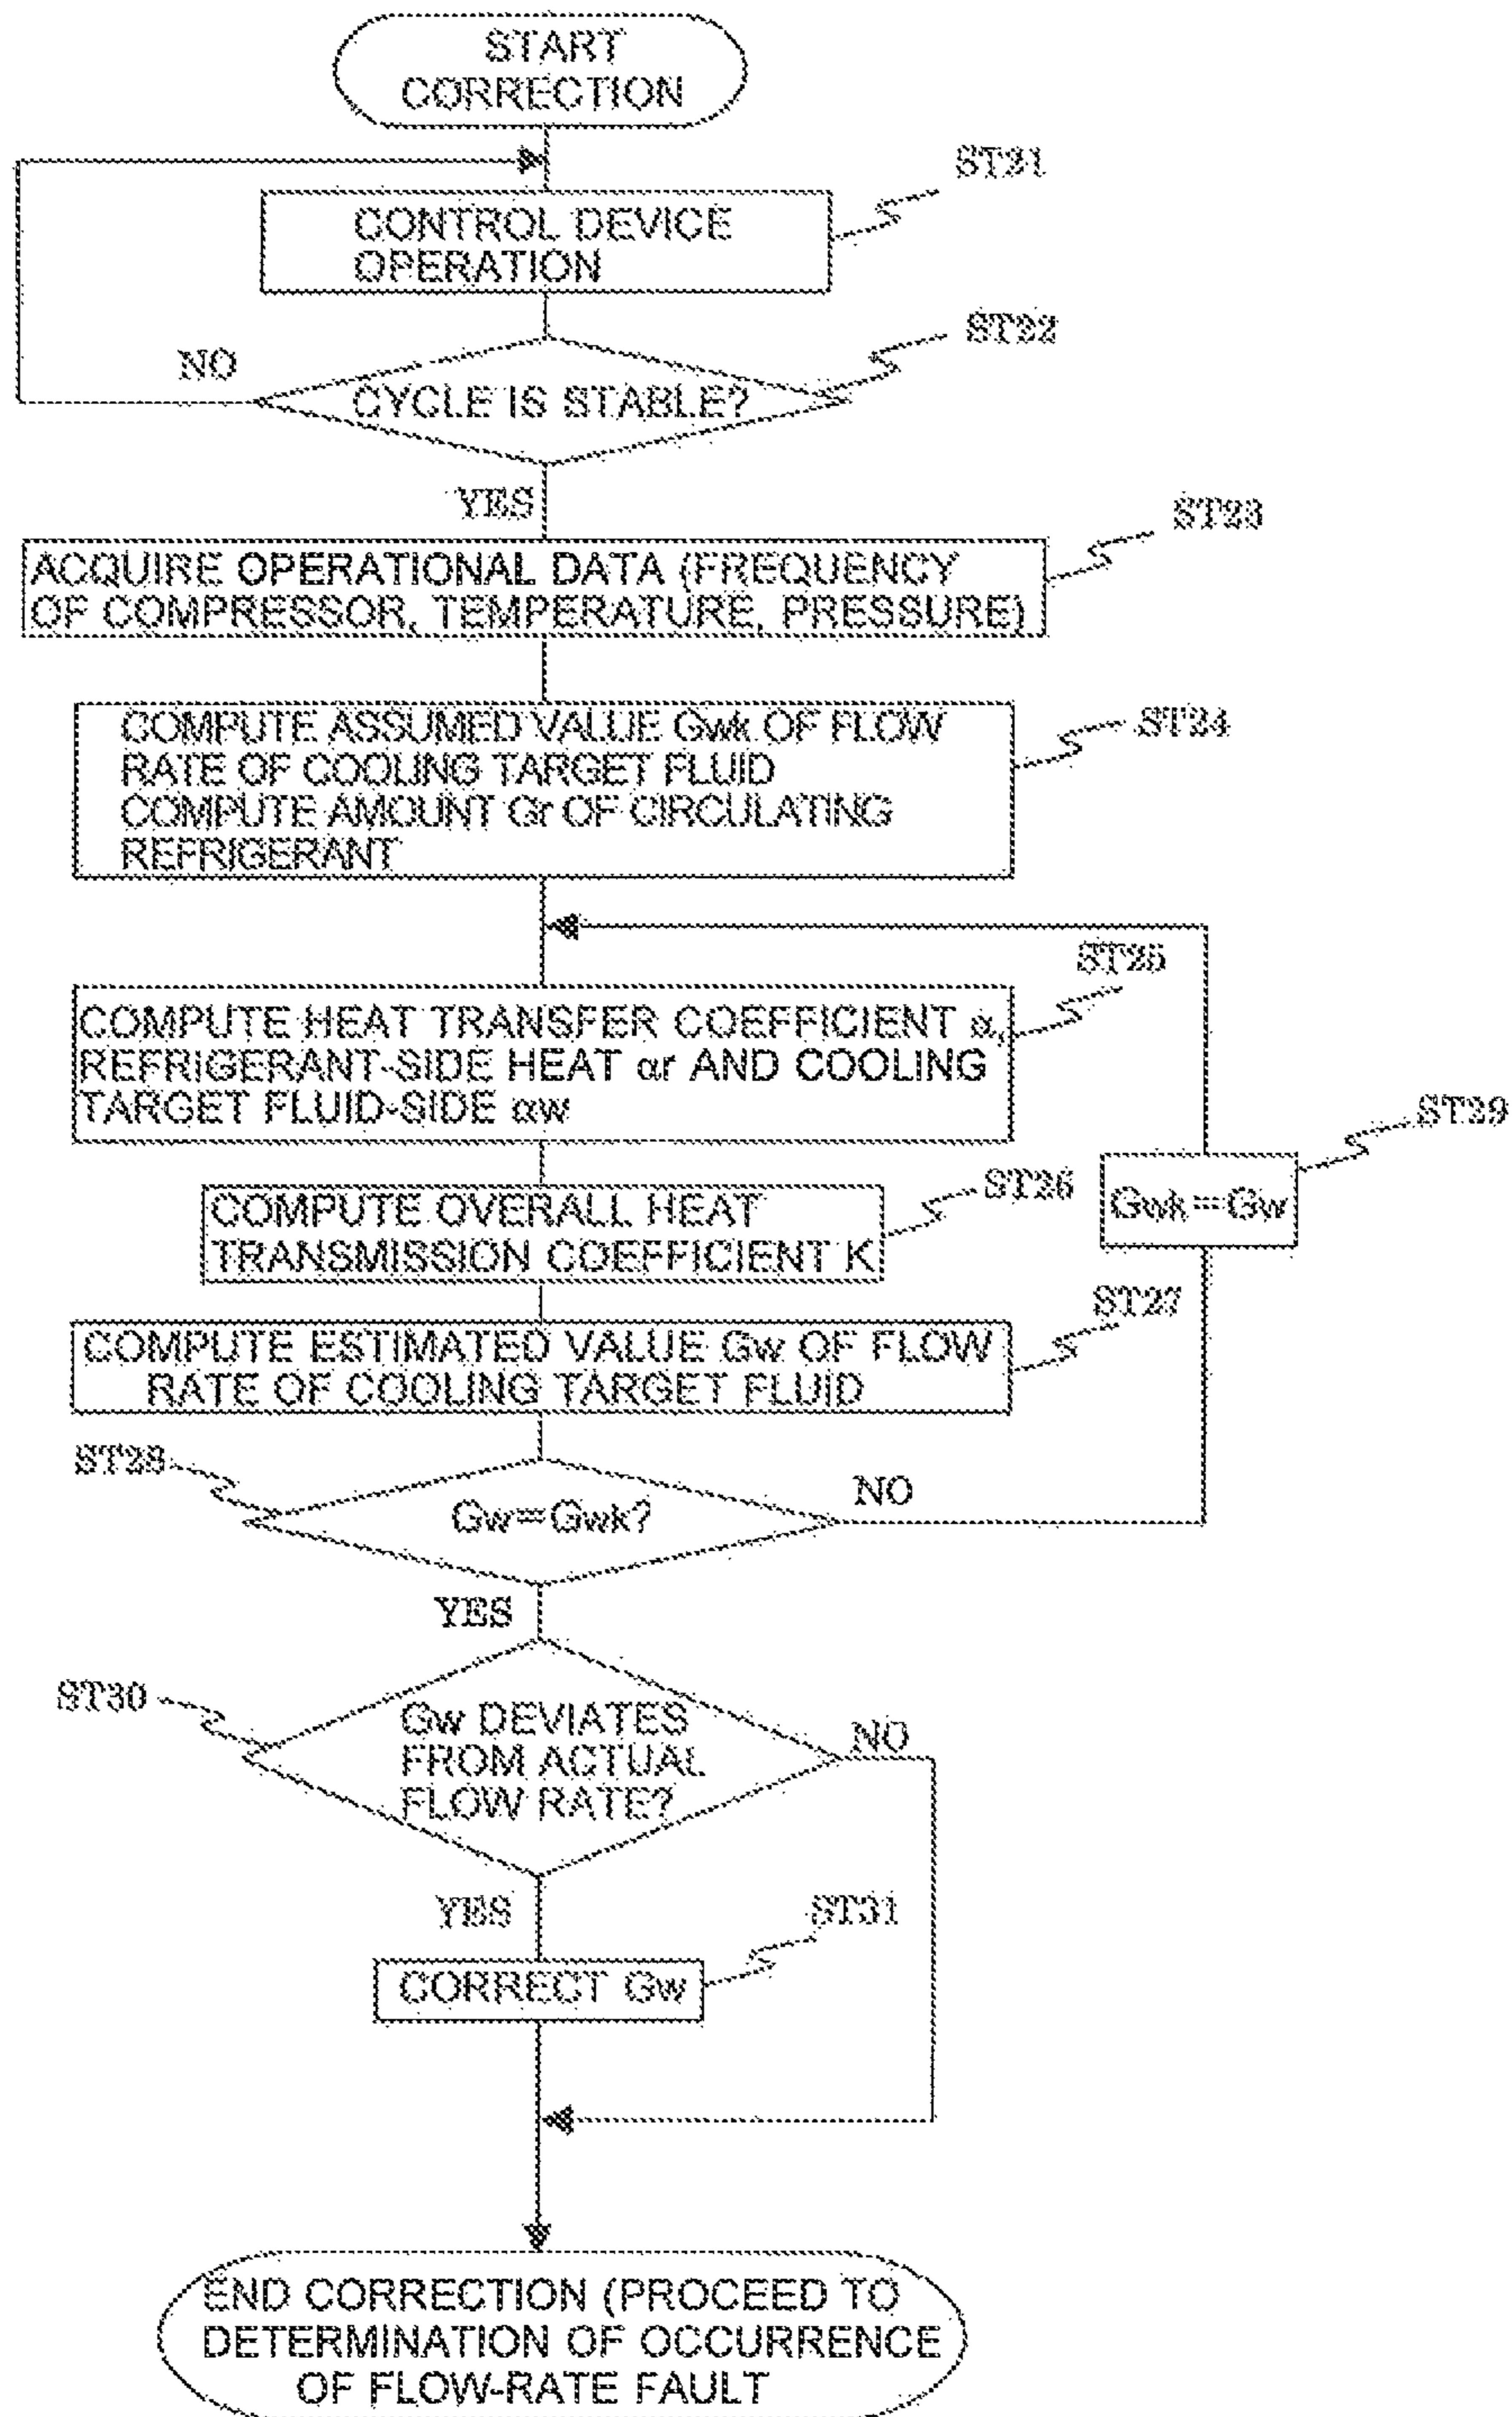 START
CORRECTION
ST21
CONTROL DEVICE
OPERATION
ST22
NO
CYCLE IS STABLE?
YES
ST23
ACQUIRE OPERATIONAL DATA (FREQUENCY
OF COMPRESSOR, TEMPERATURE, PRESSURE)
ST24
COMPUTE ASSUMED VALUE Gwk OF FLOW
RATE OF COOLING TARGET FLUID
COMPUTE AMOUNT Gr OF CIRCULATING
REFRIGERANT
ST25
COMPUTE HEAT TRANSFER COEFFICIENT α,
REFRIGERANT-SIDE HEAT αr AND COOLING
TARGET FLUID-SIDE αw
ST29
Gwk=Gw
ST26
COMPUTE OVERALL HEAT
TRANSMISSION COEFFICIENT K
ST27
COMPUTE ESTIMATED VALUE Gw OF FLOW
RATE OF COOLING TARGET FLUID
ST28
Gw=Gwk?
NO
YES
ST30
Gw DEVIATES
FROM ACTUAL
FLOW RATE?
NO
YES
ST31
CORRECT Gw
END CORRECTION (PROCEED TO
DETERMINATION OF OCCURRENCE
OF FLOW-RATE FAULT